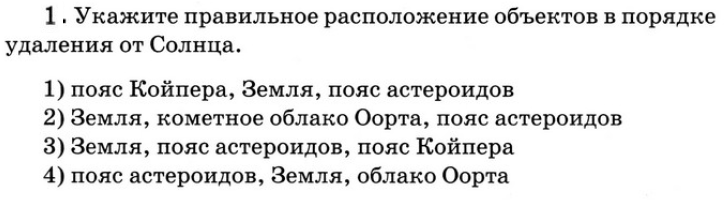 1. Укажите правильное расположение объектов в порядке
удаления от Солнца.
1) пояс Койпера, Земля, пояс астероидов
2) Земля, кометное облако Оорта, пояс астероидов
3) Земля, пояс астероидов, пояс Койпера
4) пояс астероидов, Земля, облако Оорта